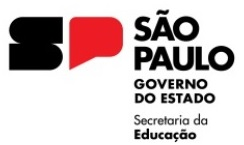 SÃO
PAULO
GOVERNO
DO ESTADO
Secretaria da
Educação